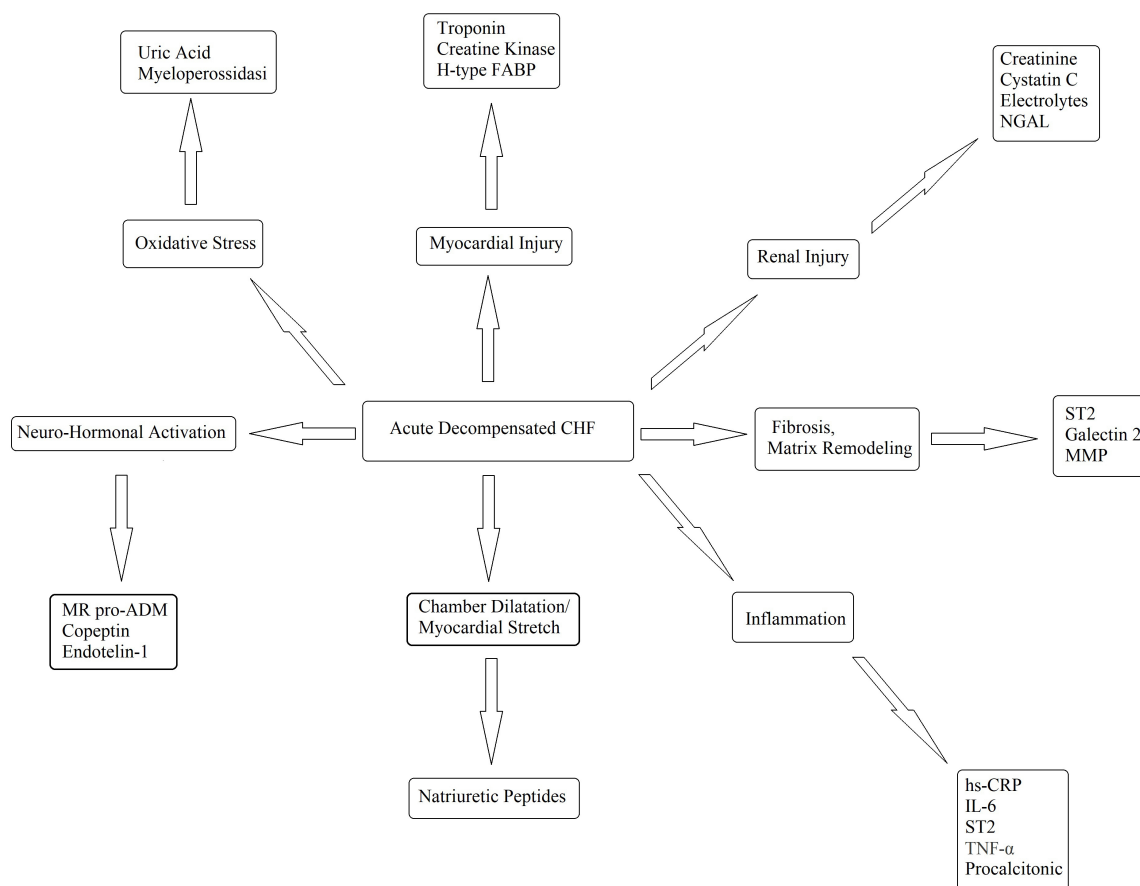 Uric Acid
Myeloperossidasi
Troponin
Creatine Kinase
H-type FABP
Creatinine
Cystatin C
Electrolytes
NGAL
Oxidative Stress
Myocardial Injury
Renal Injury
Neuro-Hormonal Activation
Acute Decompensated CHF
Fibrosis,
Matrix Remodeling
ST2
Galectin 2
MMP
MR pro-ADM
Copeptin
Endotelin-1
Chamber Dilatation/
Myocardial Stretch
Inflammation
Natriuretic Peptides
hs-CRP
IL-6
ST2
TNF-α
Procalcitonic